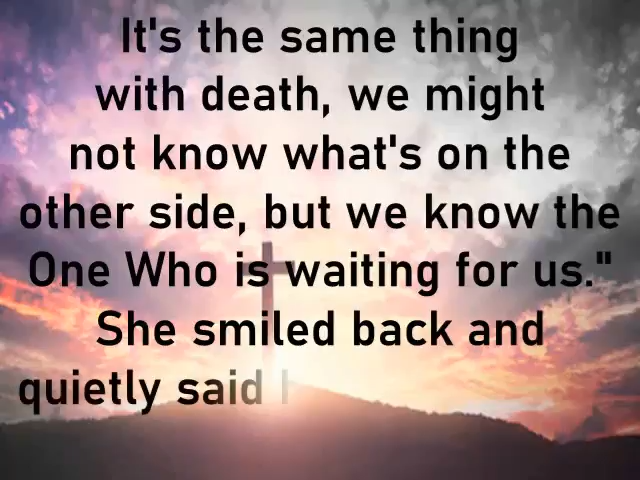 It's the same thing
with death, we might
not know what's on the
other side, but we know the
One Who is waiting for us."
She smiled back and
quietly said